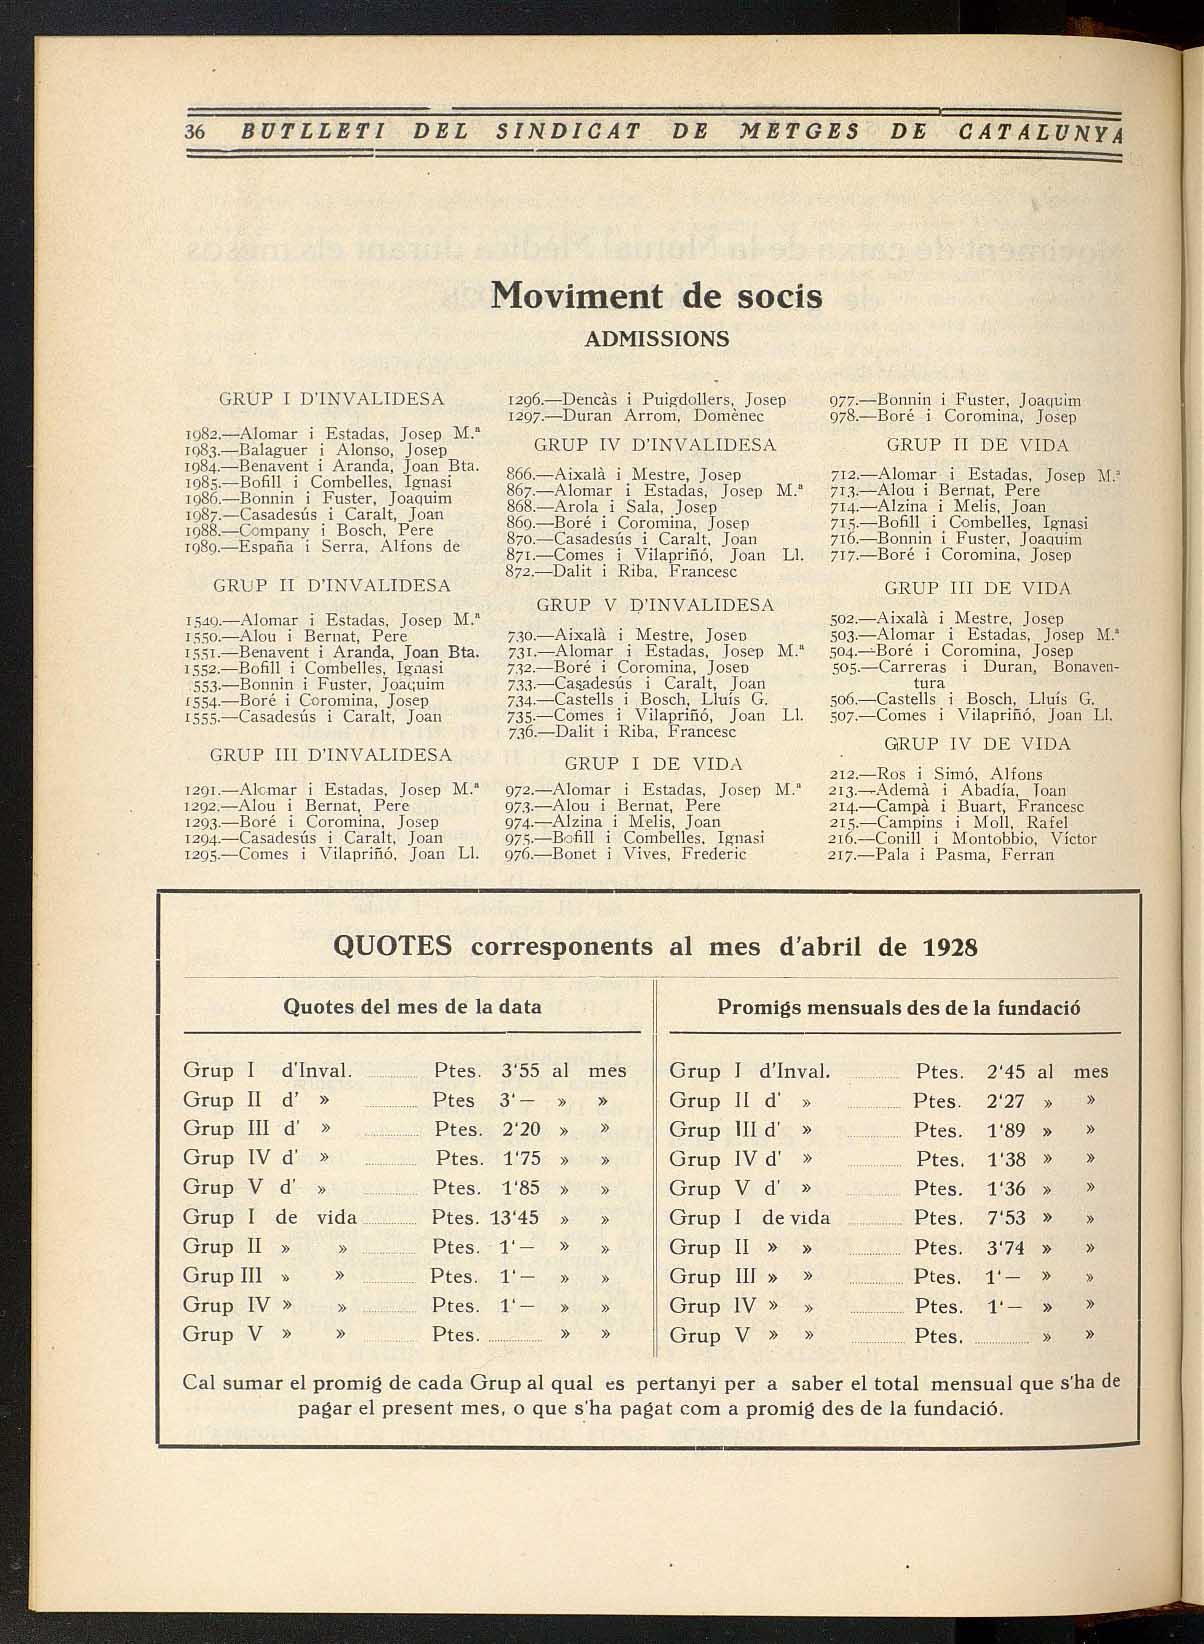 36 BUTLLETI DEL SINDICAT DE METGES DE CATALUNYA
Moviment de socis
ADMISSIONS
GRUP I D'INVALIDESA
1982.—Alomar i Estadas, Josep M.ª
1983.—Balaguer i Alonso, Josep
1984.—Benavent i Aranda, Joan Bta.
1985.—Bofill i Combelles, Ignasi
1986.—Bonnin i Fuster, Joaquim
1987.—Casadesús i Caralt, Joan
1988.—Company i Bosch, Pere
1989.—España i Serra, Alfons de
GRUP II D'INVALIDESA
1549.—Alomar i Estadas, Josep M.ª
1550.—Alou i Bernat, Pere
1551.—Benavent i Aranda, Joan Bta.
1552.—Bofill i Combelles, Ignasi
553.—Bonnin i Fuster, Joaquim
1554.—Boré i Coromina, Josep
1555.—Casadesús i Caralt, Joan
GRUP III D'INVALIDESA
1291.—Alomar i Estadas, Josep M.ª
1292.—Alou i Bernat, Pere
1293.—Boré i Coromina, Josep
1294.—Casadesús i Caralt, Joan
1295.—Comes i Vilapriñó, Joan Ll.
1296.—Dencàs i Puigdollers, Josep
1297.—Duran Arrom, Domènec
GRUP IV D'INVALIDESA
866.—Aixalà i Mestre, Josep
867.—Alomar i Estadas, Josep M.ª
868.—Arola i Sala, Josep
869.—Boré i Coromina, Josep
870.—Casadesús i Caralt, Joan
871.—Comes i Vilapriñó, Joan Ll.
872.—Dalit i Riba, Francesc
GRUP V D'INVALIDESA
730.—Aixalà i Mestre, Josep
731.—Alomar i Estadas, Josep M.ª
732.—Boré i Coromina, Josep
733.—Casadesús i Caralt, Joan
734.—Castells i Bosch, Lluís G.
735.—Comes i Vilapriñó, Joan Ll.
736.—Dalit i Riba, Francesc
GRUP I DE VIDA
972.—Alomar i Estadas, Josep M.ª
973.—Alou i Bernat, Pere
974.—Alzina i Melis, Joan
975.—Bofill i Combelles, Ignasi
976.—Bonet i Vives, Frederic
977.—Bonnin i Fuster, Joaquim
978.—Boré i Coromina, Josep
GRUP II DE VIDA
712.—Alomar i Estadas, Josep M.ª
713.—Alou i Bernat, Pere
714.—Alzina i Melis, Joan
715.—Bofill i Combelles, Ignasi
716.—Bonnin i Fuster, Joaquim
717.—Boré i Coromina, Josep
GRUP III DE VIDA
502.—Aixalà i Mestre, Josep
503.—Alomar i Estadas, Josep M.ª
504.—Boré i Coromina, Josep
505.—Carreras i Duran, Bonaven-
tura
506.—Castells i Bosch, Lluís G.
507.—Comes i Vilapriñó, Joan Ll.
GRUP IV DE VIDA
212.—Ros i Simó, Alfons
213.—Ademà i Abadía, Joan
214.—Campà i Buart, Francesc
215.—Campins i Moll, Rafel
216.—Conill i Montobbio, Víctor
217.—Pala i Pasma, Ferran
QUOTES corresponents al mes d'abril de 1928
Quotes del mes de la data
Grup I d'Inval. Ptes. 3'55 al mes
Grup II d' » Ptes 3'— » »
Grup III d' » Ptes. 2'20 » »
Grup IV d' » Ptes. 1'75 » »
Grup V d' » Ptes. 1'85 » »
Grup I de vida Ptes. 13'45 » »
Grup II » » Ptes. 1'— » »
Grup III » » Ptes. 1'— » »
Grup IV » » Ptes. 1'— » »
Grup V » » Ptes. » »
Promigs mensuals des de la fundació
Grup I d'Inval. Ptes. 2'45 al mes
Grup II d' » Ptes. 2'27 » »
Grup III d' » Ptes. 1'89 » »
Grup IV d' » Ptes. 1'38 » »
Grup V d' » Ptes. 1'36 » »
Grup I de vida Ptes. 7'53 » »
Grup II » » Ptes. 3'74 » »
Grup III » » Ptes. 1'— » »
Grup IV » » Ptes. 1'— » »
Grup V » » Ptes. » »
Cal sumar el promig de cada Grup al qual es pertanyi per a saber el total mensual que s'ha de
pagar el present mes, o que s'ha pagat com a promig des de la fundació.